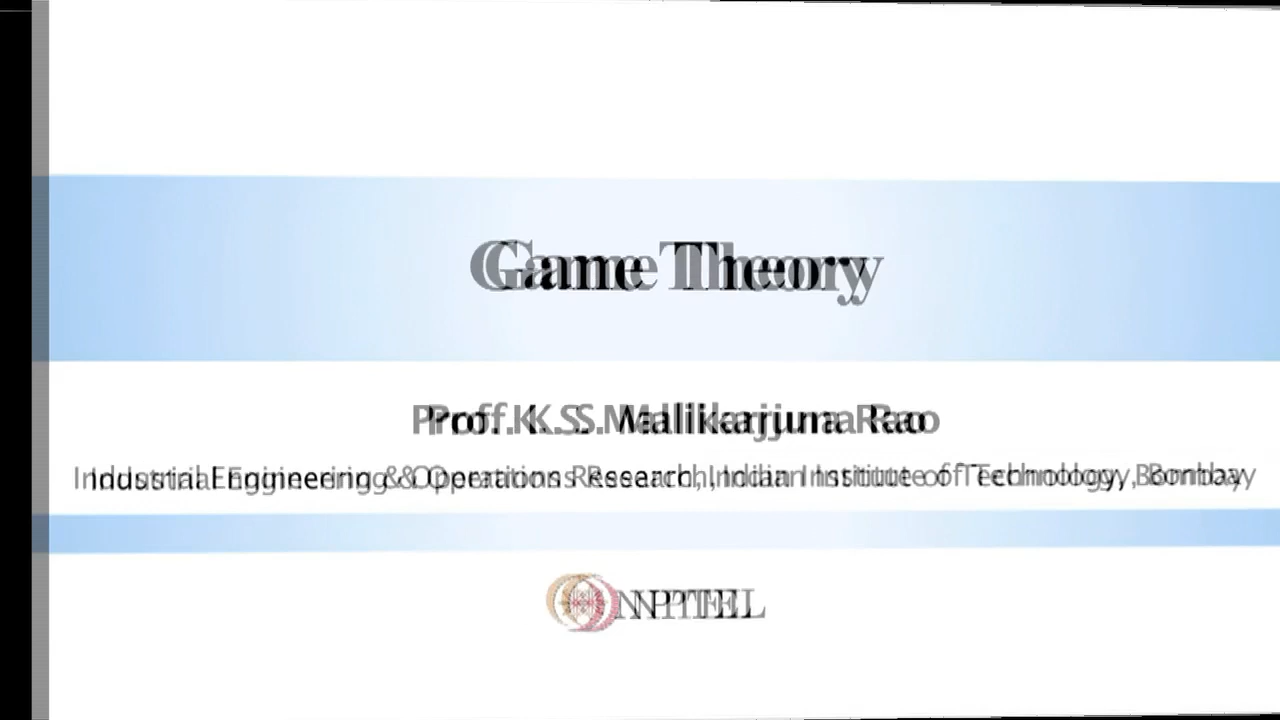 Game Theory
Prof. K. S. Mallikarjuna Rao
Industrial Engineering & Operations Research, Indian Institute of Technology, Bombay
NPTEL